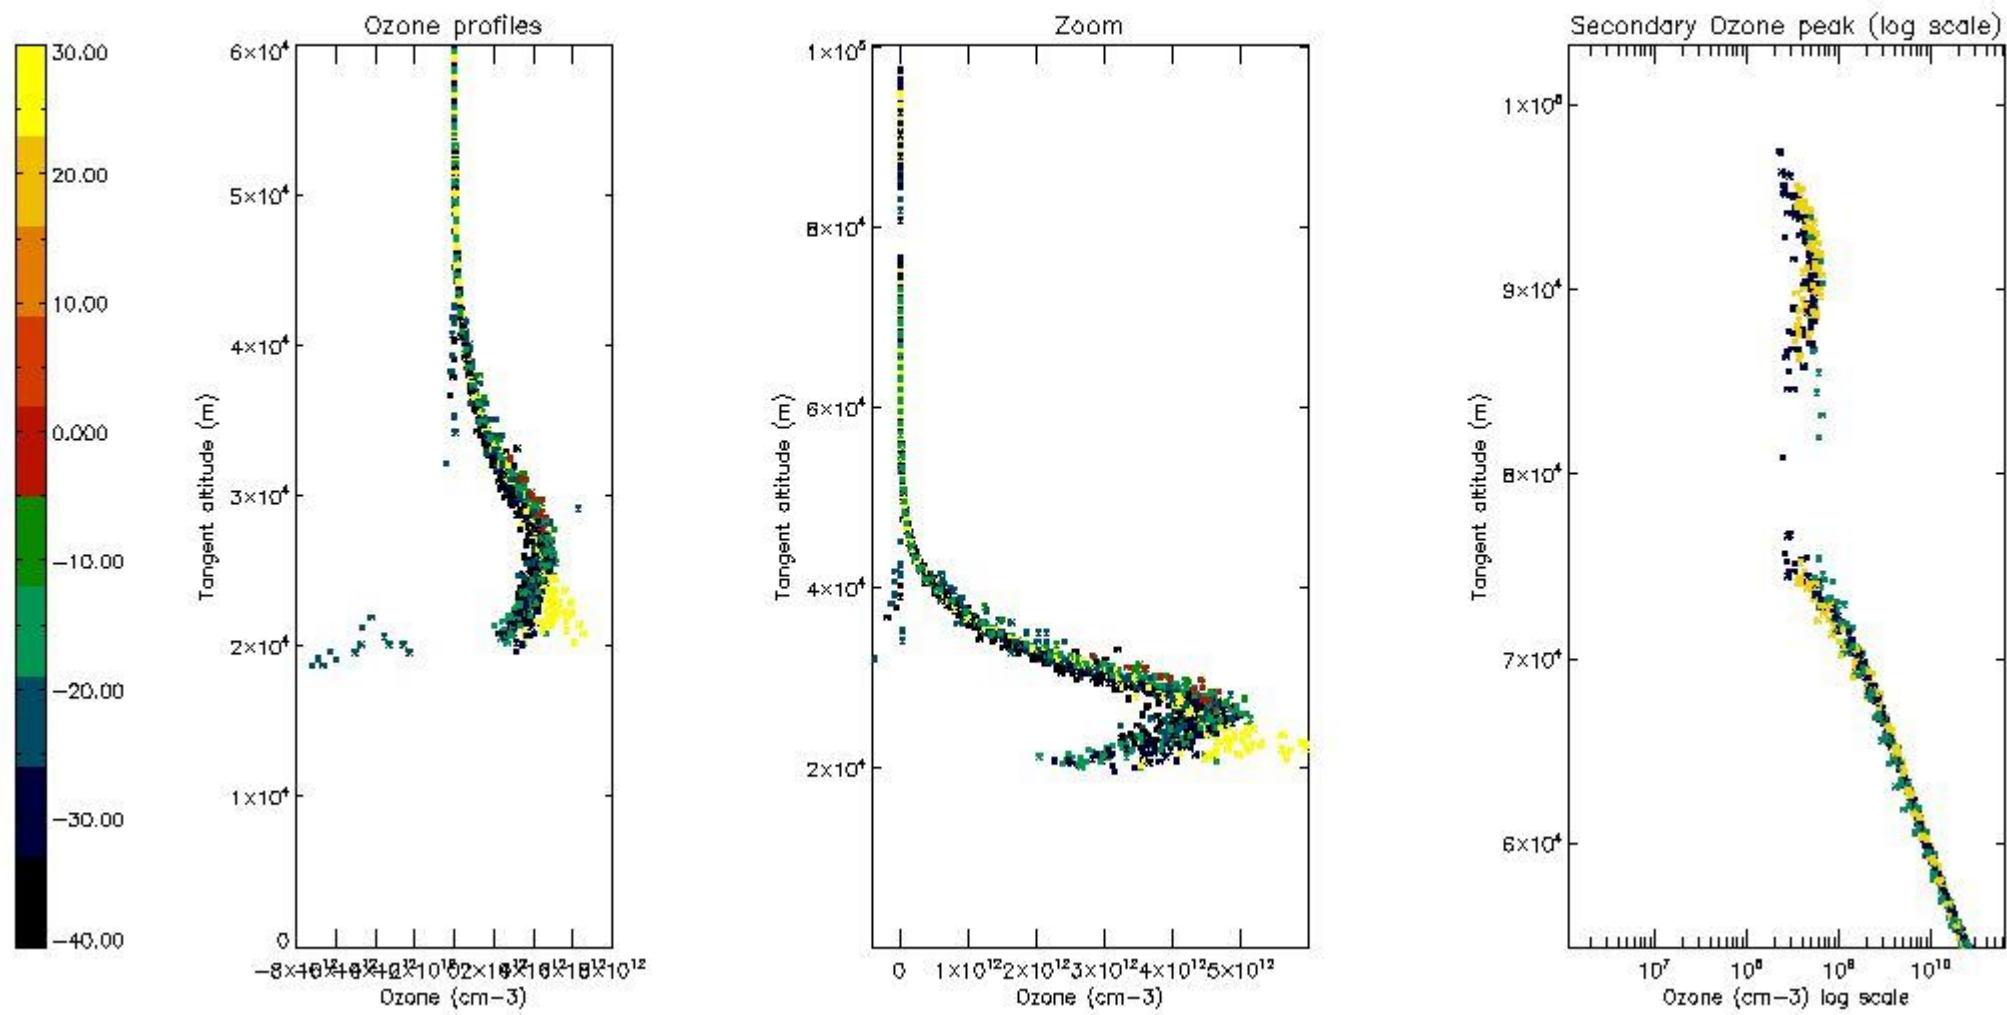 Ozone profiles
Zoom
Secondary Ozone peak (log scale)
30.00
20.00
10.00
0.000
−10.00
−20.00
−30.00
−40.00
6×10⁴
5×10⁴
4×10⁴
3×10⁴
2×10⁴
1×10⁴
0
Tangent altitude (m)
Ozone (cm−3)
1×10⁵
8×10⁴
6×10⁴
4×10⁴
2×10⁴
Tangent altitude (m)
0 1×10¹² 2×10¹² 3×10¹² 4×10¹² 5×10¹²
Ozone (cm−3)
9×10⁴
8×10⁴
7×10⁴
6×10⁴
Tangent altitude (m)
10⁷ 10⁸ 10⁹ 10¹⁰
Ozone (cm−3) log scale